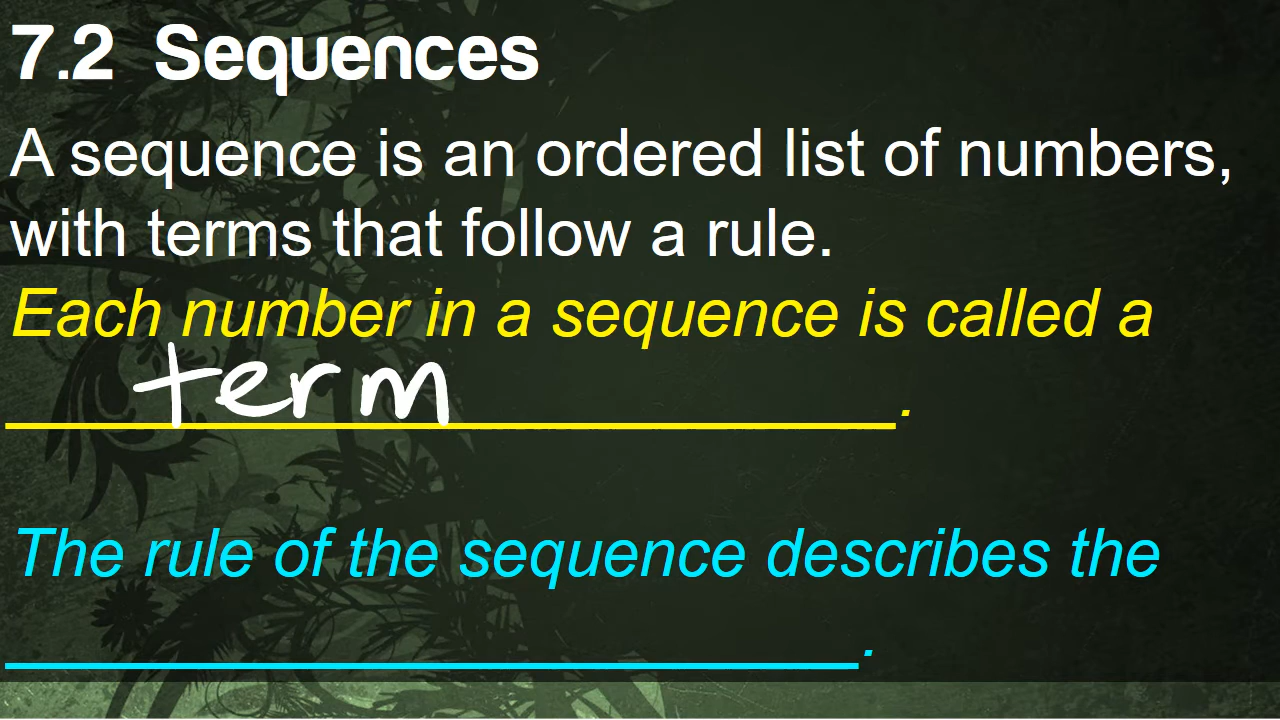 7.2 Sequences
A sequence is an ordered list of numbers,
with terms that follow a rule.
Each number in a sequence is called a
term.
The rule of the sequence describes the
____________________.